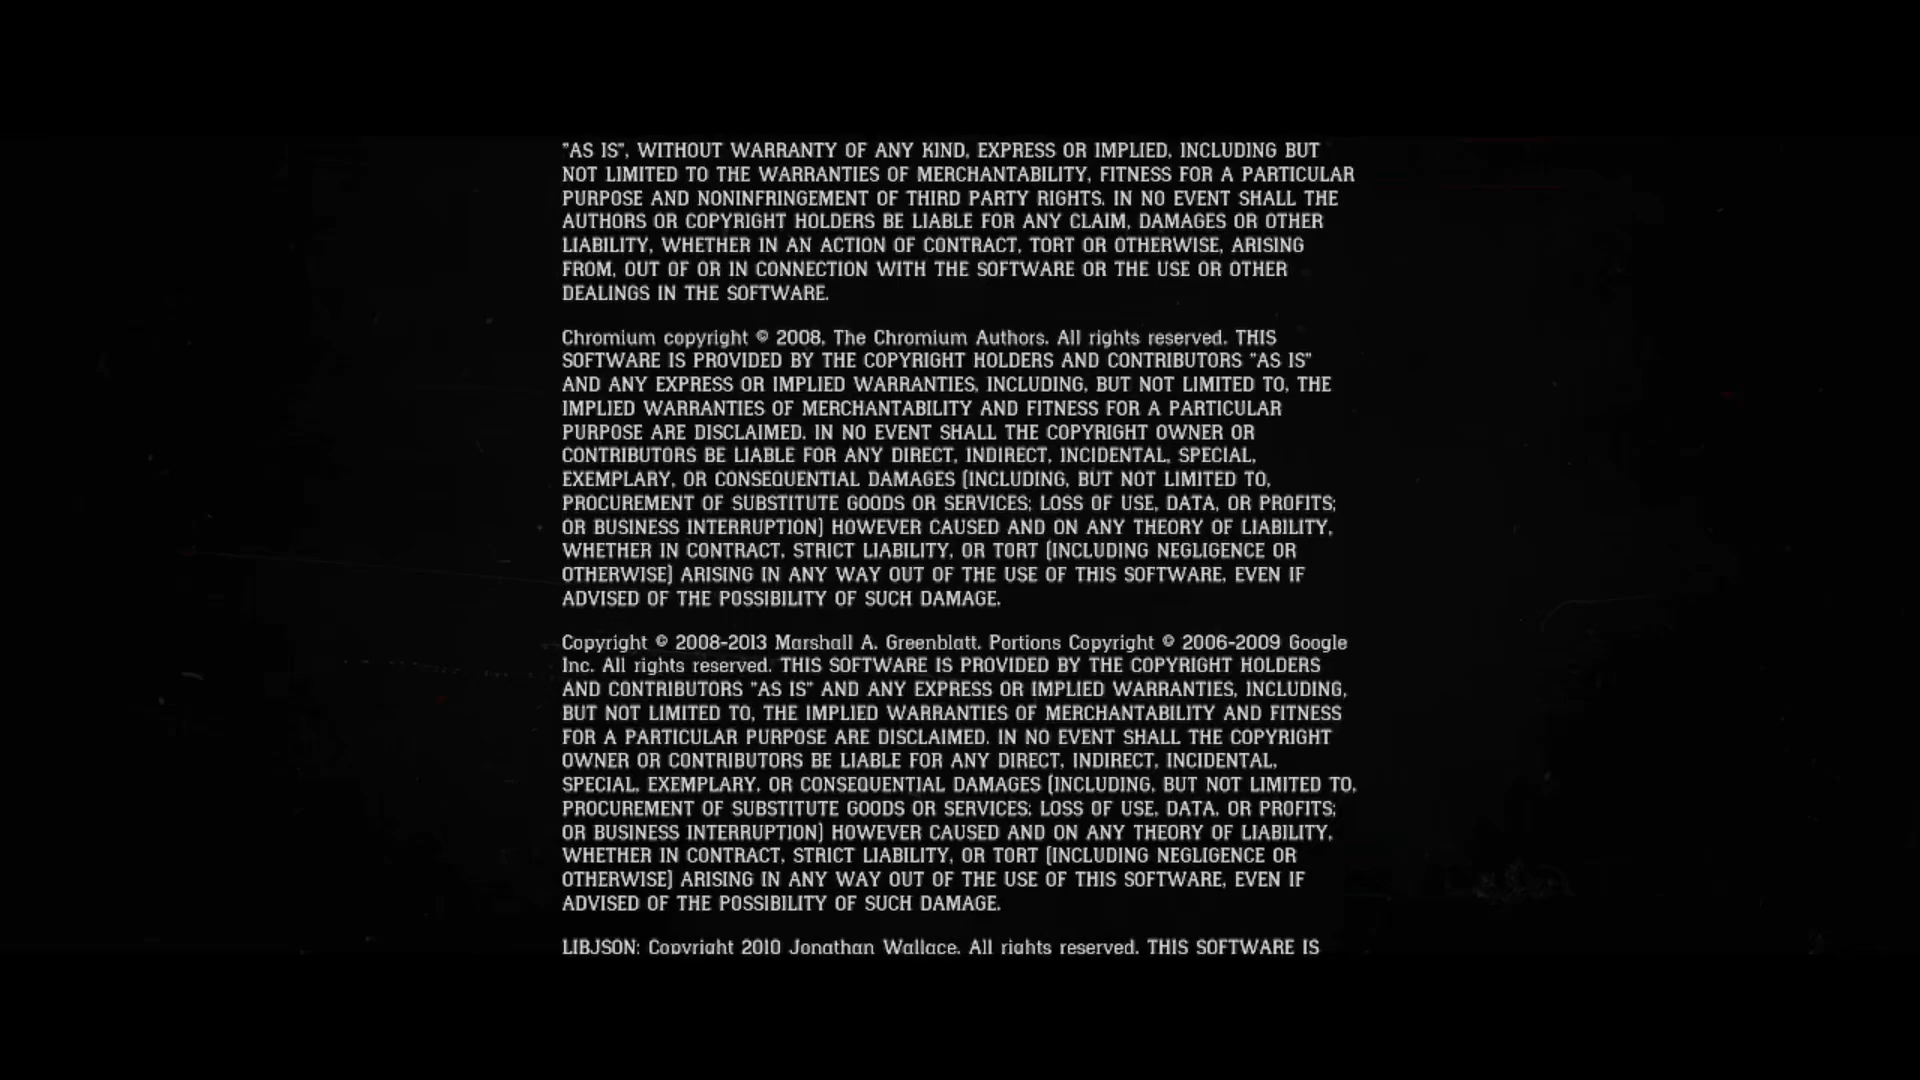 "AS IS", WITHOUT WARRANTY OF ANY KIND, EXPRESS OR IMPLIED, INCLUDING BUT
NOT LIMITED TO THE WARRANTIES OF MERCHANTABILITY, FITNESS FOR A PARTICULAR
PURPOSE AND NONINFRINGEMENT OF THIRD PARTY RIGHTS. IN NO EVENT SHALL THE
AUTHORS OR COPYRIGHT HOLDERS BE LIABLE FOR ANY CLAIM, DAMAGES OR OTHER
LIABILITY, WHETHER IN AN ACTION OF CONTRACT, TORT OR OTHERWISE, ARISING
FROM, OUT OF OR IN CONNECTION WITH THE SOFTWARE OR THE USE OR OTHER
DEALINGS IN THE SOFTWARE.
Chromium copyright © 2008, The Chromium Authors. All rights reserved. THIS
SOFTWARE IS PROVIDED BY THE COPYRIGHT HOLDERS AND CONTRIBUTORS "AS IS"
AND ANY EXPRESS OR IMPLIED WARRANTIES, INCLUDING, BUT NOT LIMITED TO, THE
IMPLIED WARRANTIES OF MERCHANTABILITY AND FITNESS FOR A PARTICULAR
PURPOSE ARE DISCLAIMED. IN NO EVENT SHALL THE COPYRIGHT OWNER OR
CONTRIBUTORS BE LIABLE FOR ANY DIRECT, INDIRECT, INCIDENTAL, SPECIAL,
EXEMPLARY, OR CONSEQUENTIAL DAMAGES (INCLUDING, BUT NOT LIMITED TO,
PROCUREMENT OF SUBSTITUTE GOODS OR SERVICES; LOSS OF USE, DATA, OR PROFITS;
OR BUSINESS INTERRUPTION) HOWEVER CAUSED AND ON ANY THEORY OF LIABILITY,
WHETHER IN CONTRACT, STRICT LIABILITY, OR TORT (INCLUDING NEGLIGENCE OR
OTHERWISE) ARISING IN ANY WAY OUT OF THE USE OF THIS SOFTWARE, EVEN IF
ADVISED OF THE POSSIBILITY OF SUCH DAMAGE.
Copyright © 2008-2013 Marshall A. Greenblatt. Portions Copyright © 2006-2009 Google
Inc. All rights reserved. THIS SOFTWARE IS PROVIDED BY THE COPYRIGHT HOLDERS
AND CONTRIBUTORS "AS IS" AND ANY EXPRESS OR IMPLIED WARRANTIES, INCLUDING,
BUT NOT LIMITED TO, THE IMPLIED WARRANTIES OF MERCHANTABILITY AND FITNESS
FOR A PARTICULAR PURPOSE ARE DISCLAIMED. IN NO EVENT SHALL THE COPYRIGHT
OWNER OR CONTRIBUTORS BE LIABLE FOR ANY DIRECT, INDIRECT, INCIDENTAL,
SPECIAL, EXEMPLARY, OR CONSEQUENTIAL DAMAGES (INCLUDING, BUT NOT LIMITED TO,
PROCUREMENT OF SUBSTITUTE GOODS OR SERVICES; LOSS OF USE, DATA, OR PROFITS;
OR BUSINESS INTERRUPTION) HOWEVER CAUSED AND ON ANY THEORY OF LIABILITY,
WHETHER IN CONTRACT, STRICT LIABILITY, OR TORT (INCLUDING NEGLIGENCE OR
OTHERWISE) ARISING IN ANY WAY OUT OF THE USE OF THIS SOFTWARE, EVEN IF
ADVISED OF THE POSSIBILITY OF SUCH DAMAGE.
LIBJSON: Copyright 2010 Jonathan Wallace. All rights reserved. THIS SOFTWARE IS